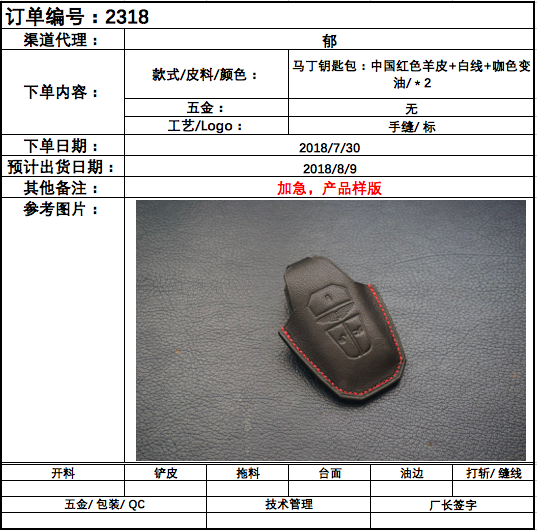 订单编号：2318
渠道代理：
郁
下单内容：
款式/皮料/颜色：
马丁钥匙包：中国红色羊皮+白线+咖色变
油/＊2
五金：
无
工艺/Logo：
手缝/ 标
下单日期：
2018/7/30
预计出货日期：
2018/8/9
其他备注：
加急，产品样版
参考图片：
开料
铲皮
拖料
台面
油边
打斩/ 缝线
五金/ 包装/ QC
技术管理
厂长签字